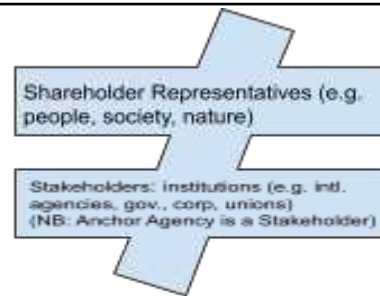 Shareholder Representatives (e.g.
people, society, nature)
Stakeholders: institutions (e.g. intl.
agencies, gov., corp, unions)
(NB: Anchor Agency is a Stakeholder)